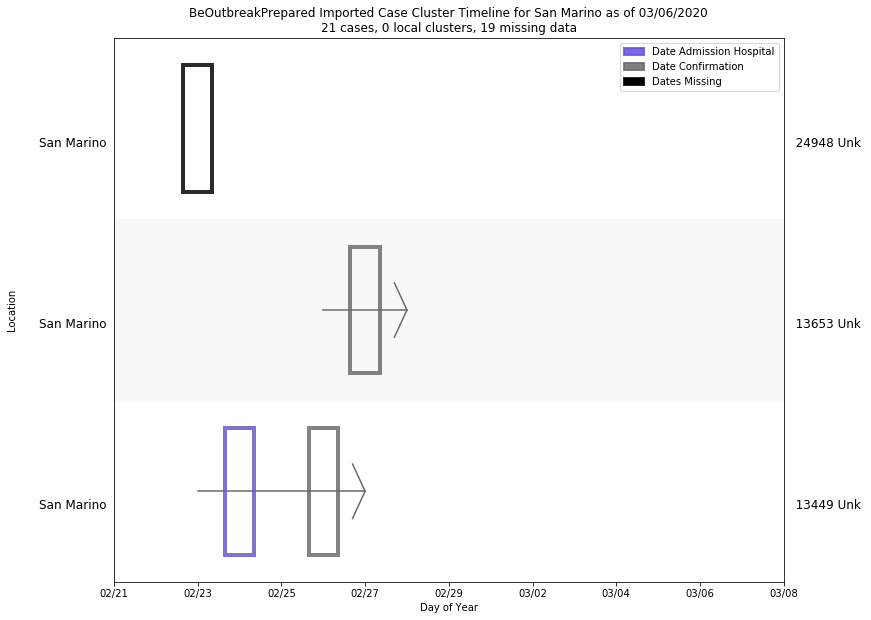 BeOutbreakPrepared Imported Case Cluster Timeline for San Marino as of 03/06/2020
21 cases, 0 local clusters, 19 missing data
Date Admission Hospital
Date Confirmation
Dates Missing
San Marino
24948 Unk
Location
San Marino
13653 Unk
San Marino
13449 Unk
02/21
02/23
02/25
02/27
02/29
03/02
03/04
03/06
03/08
Day of Year